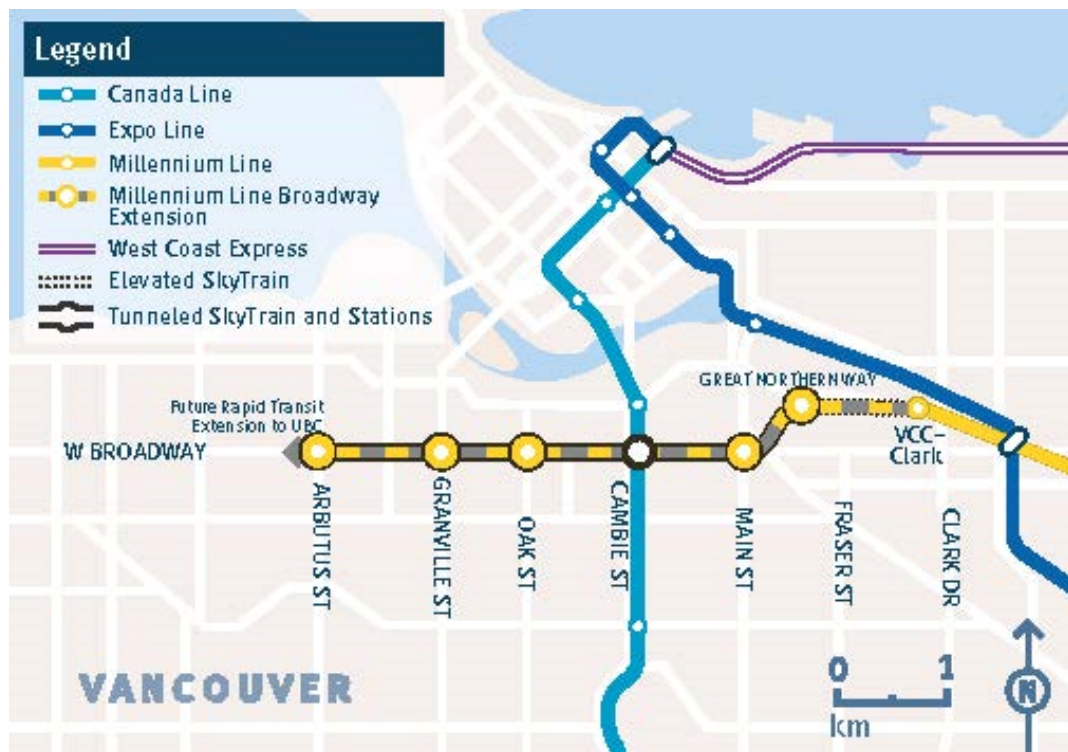 Legend
Canada Line
Expo Line
Millennium Line
Millennium Line Broadway
Extension
West Coast Express
Elevated SkyTrain
Tunneled SkyTrain and Stations
GREAT NORTHERN WAY
Future Rapid Transit
Extension to UBC
W BROADWAY
VCC-
Clark
ARBUTUS ST
GRANVILLE ST
OAK ST
CAMBIE ST
MAIN ST
FRASER ST
CLARK DR
VANCOUVER
0 1
km
N